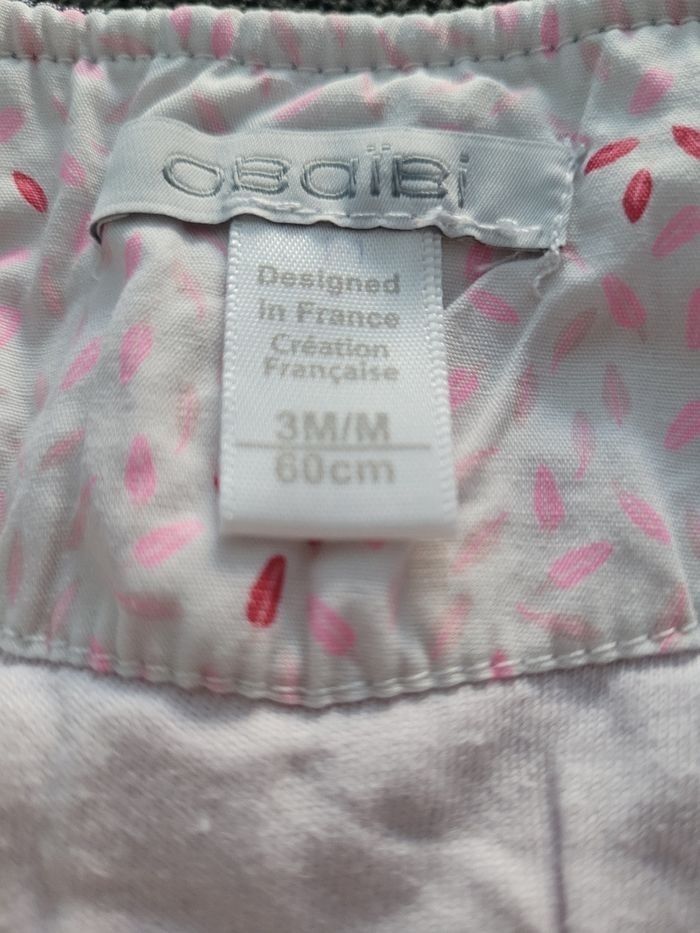 OBAÏBI
Designed
in France
Création
Française
3M/M
60cm